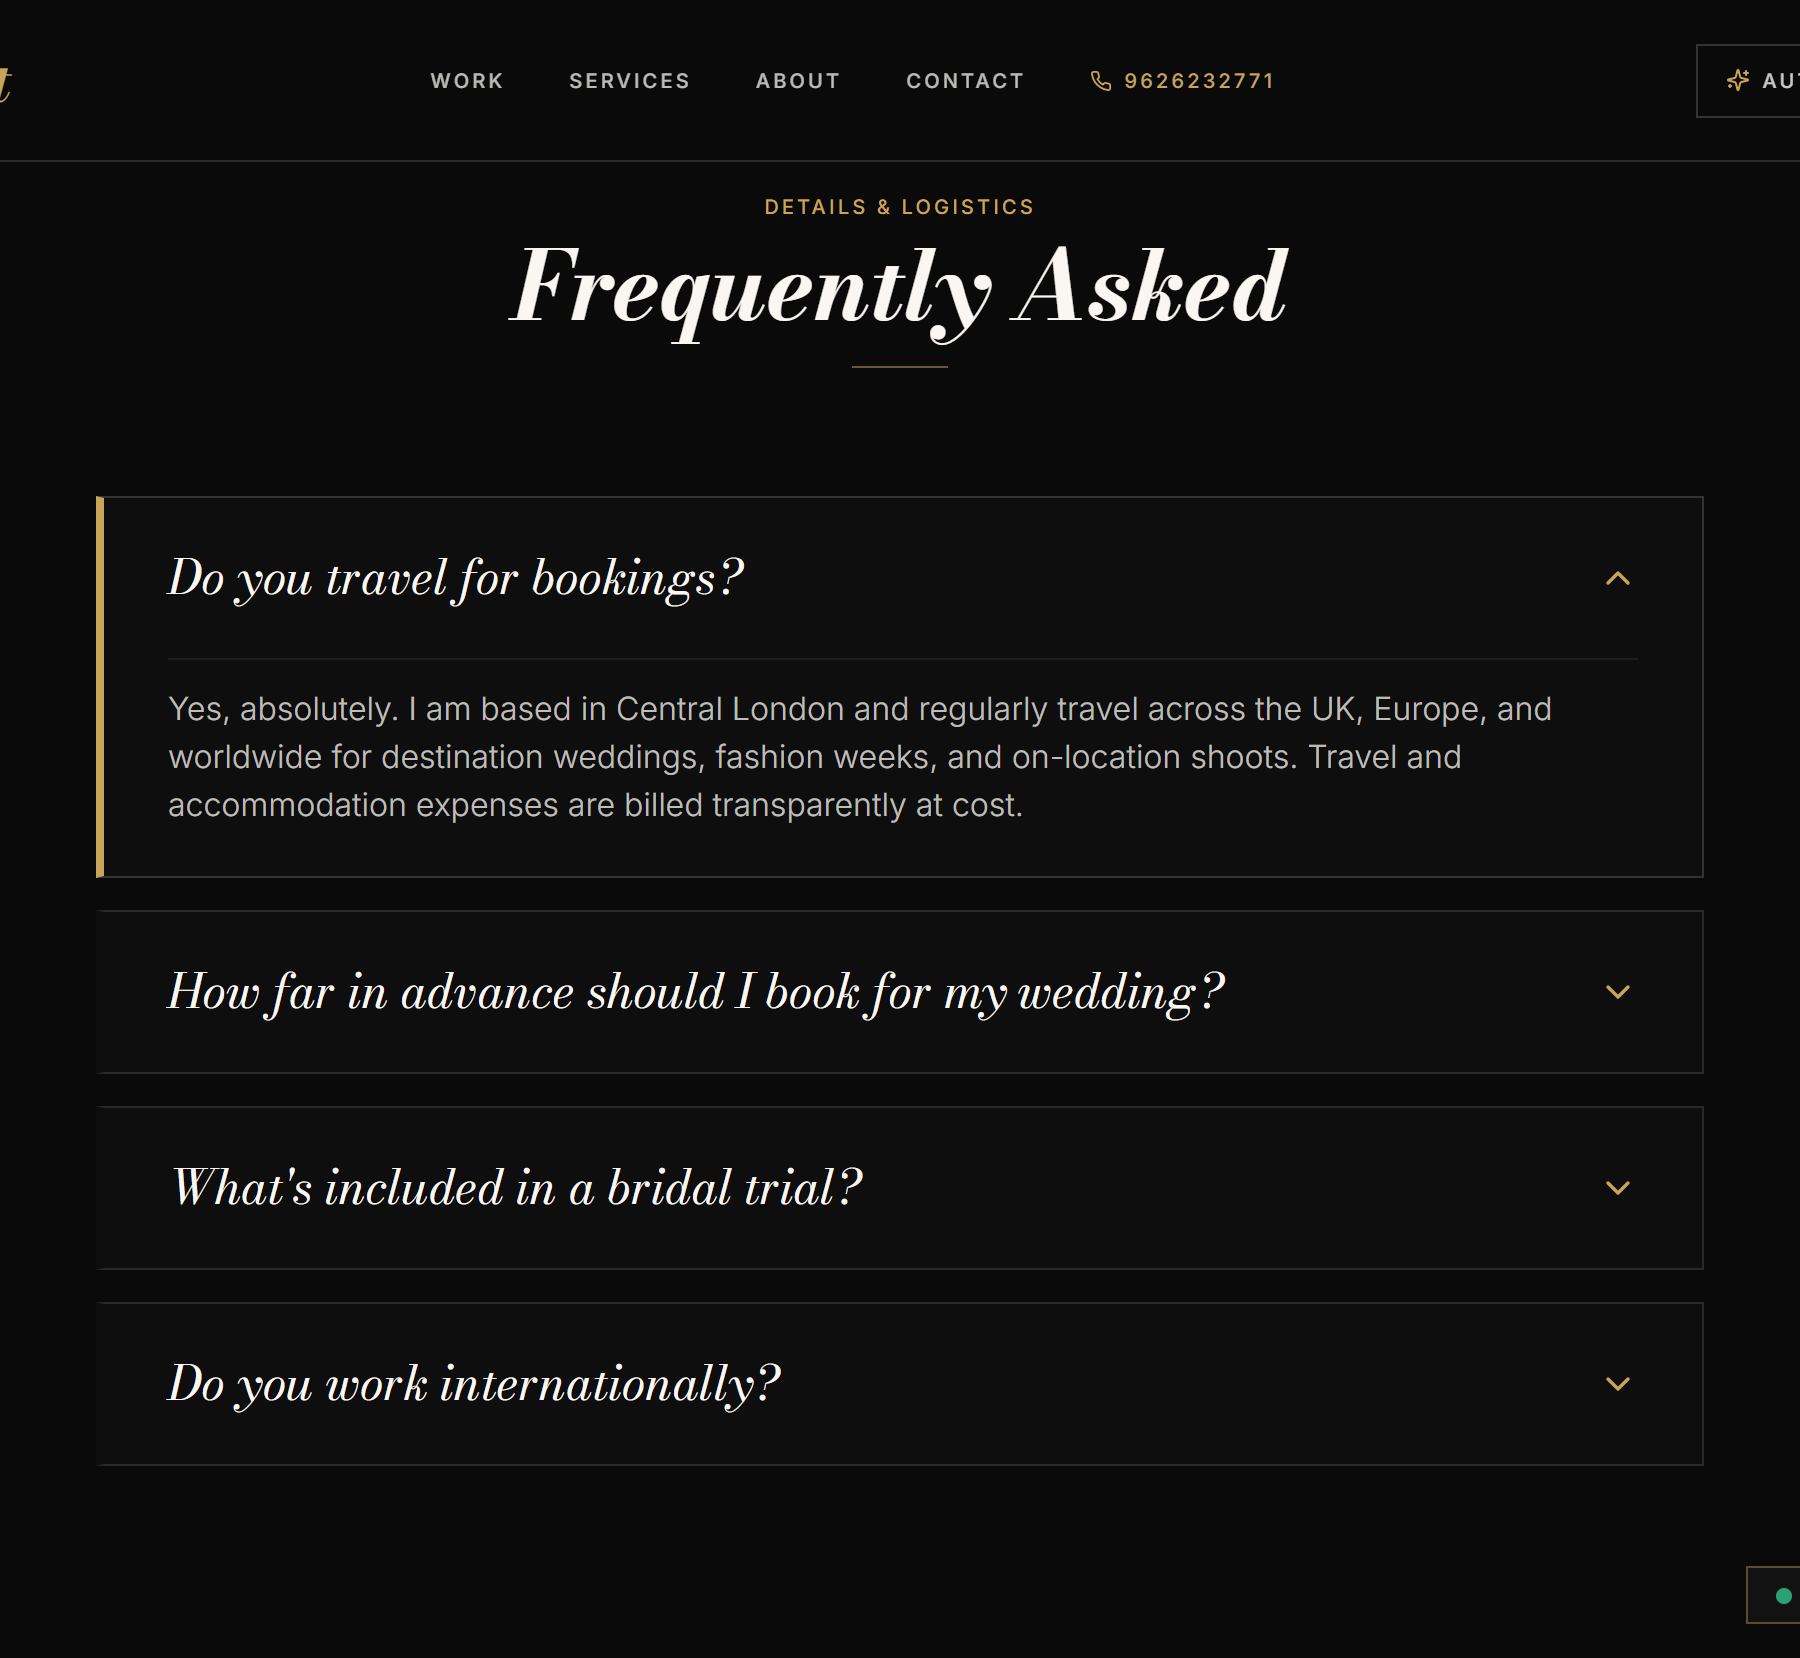 t
WORK SERVICES ABOUT CONTACT 9626232771
DETAILS & LOGISTICS
Frequently Asked
Do you travel for bookings?
Yes, absolutely. I am based in Central London and regularly travel across the UK, Europe, and
worldwide for destination weddings, fashion weeks, and on-location shoots. Travel and
accommodation expenses are billed transparently at cost.
How far in advance should I book for my wedding?
What's included in a bridal trial?
Do you work internationally?